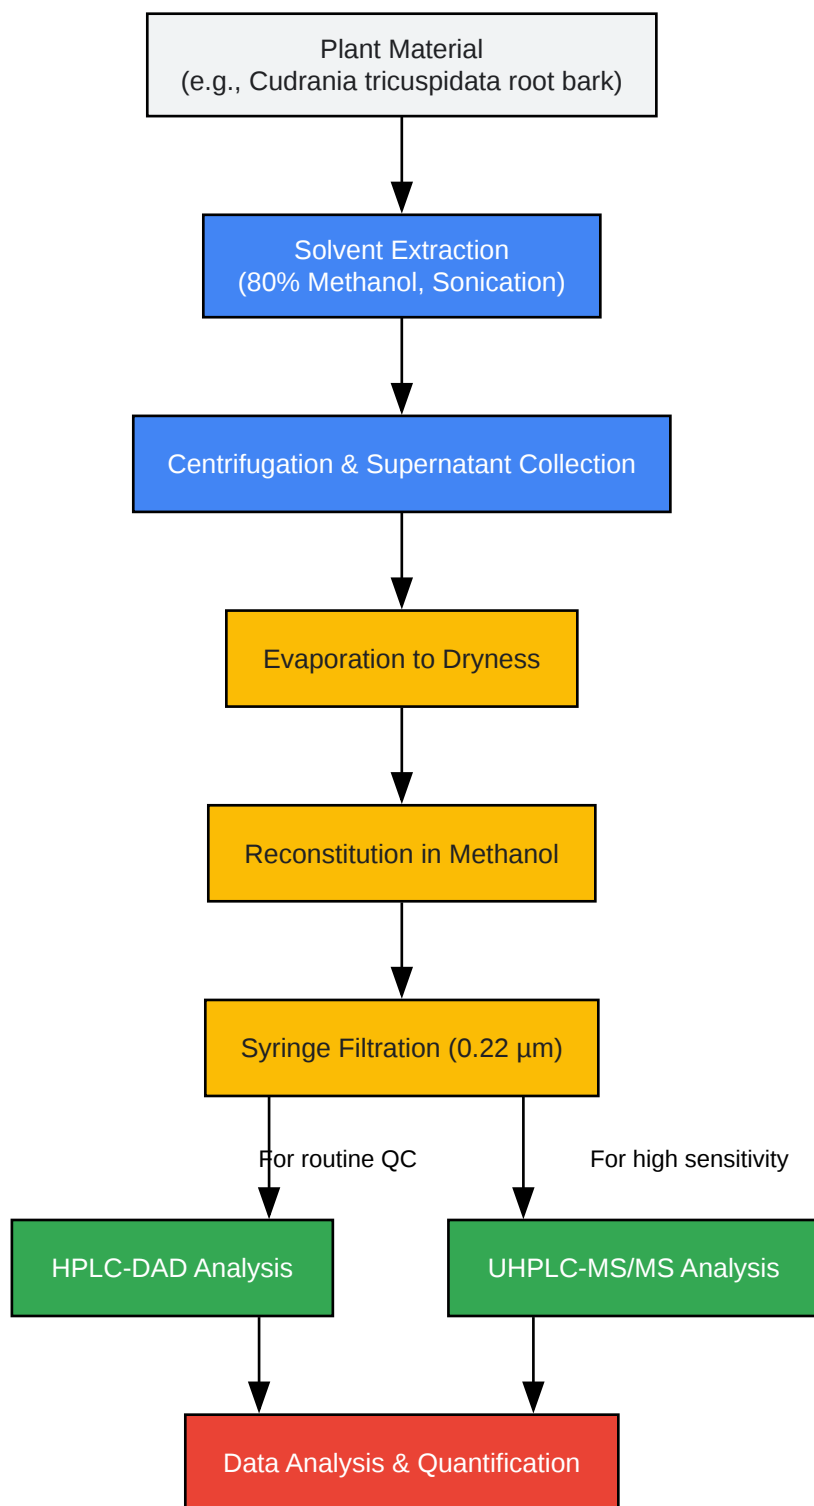 Plant Material
(e.g., Cudrania tricuspidata root bark)
Solvent Extraction
(80% Methanol, Sonication)
Centrifugation & Supernatant Collection
Evaporation to Dryness
Reconstitution in Methanol
Syringe Filtration (0.22 µm)
For routine QC
For high sensitivity
HPLC-DAD Analysis
UHPLC-MS/MS Analysis
Data Analysis & Quantification